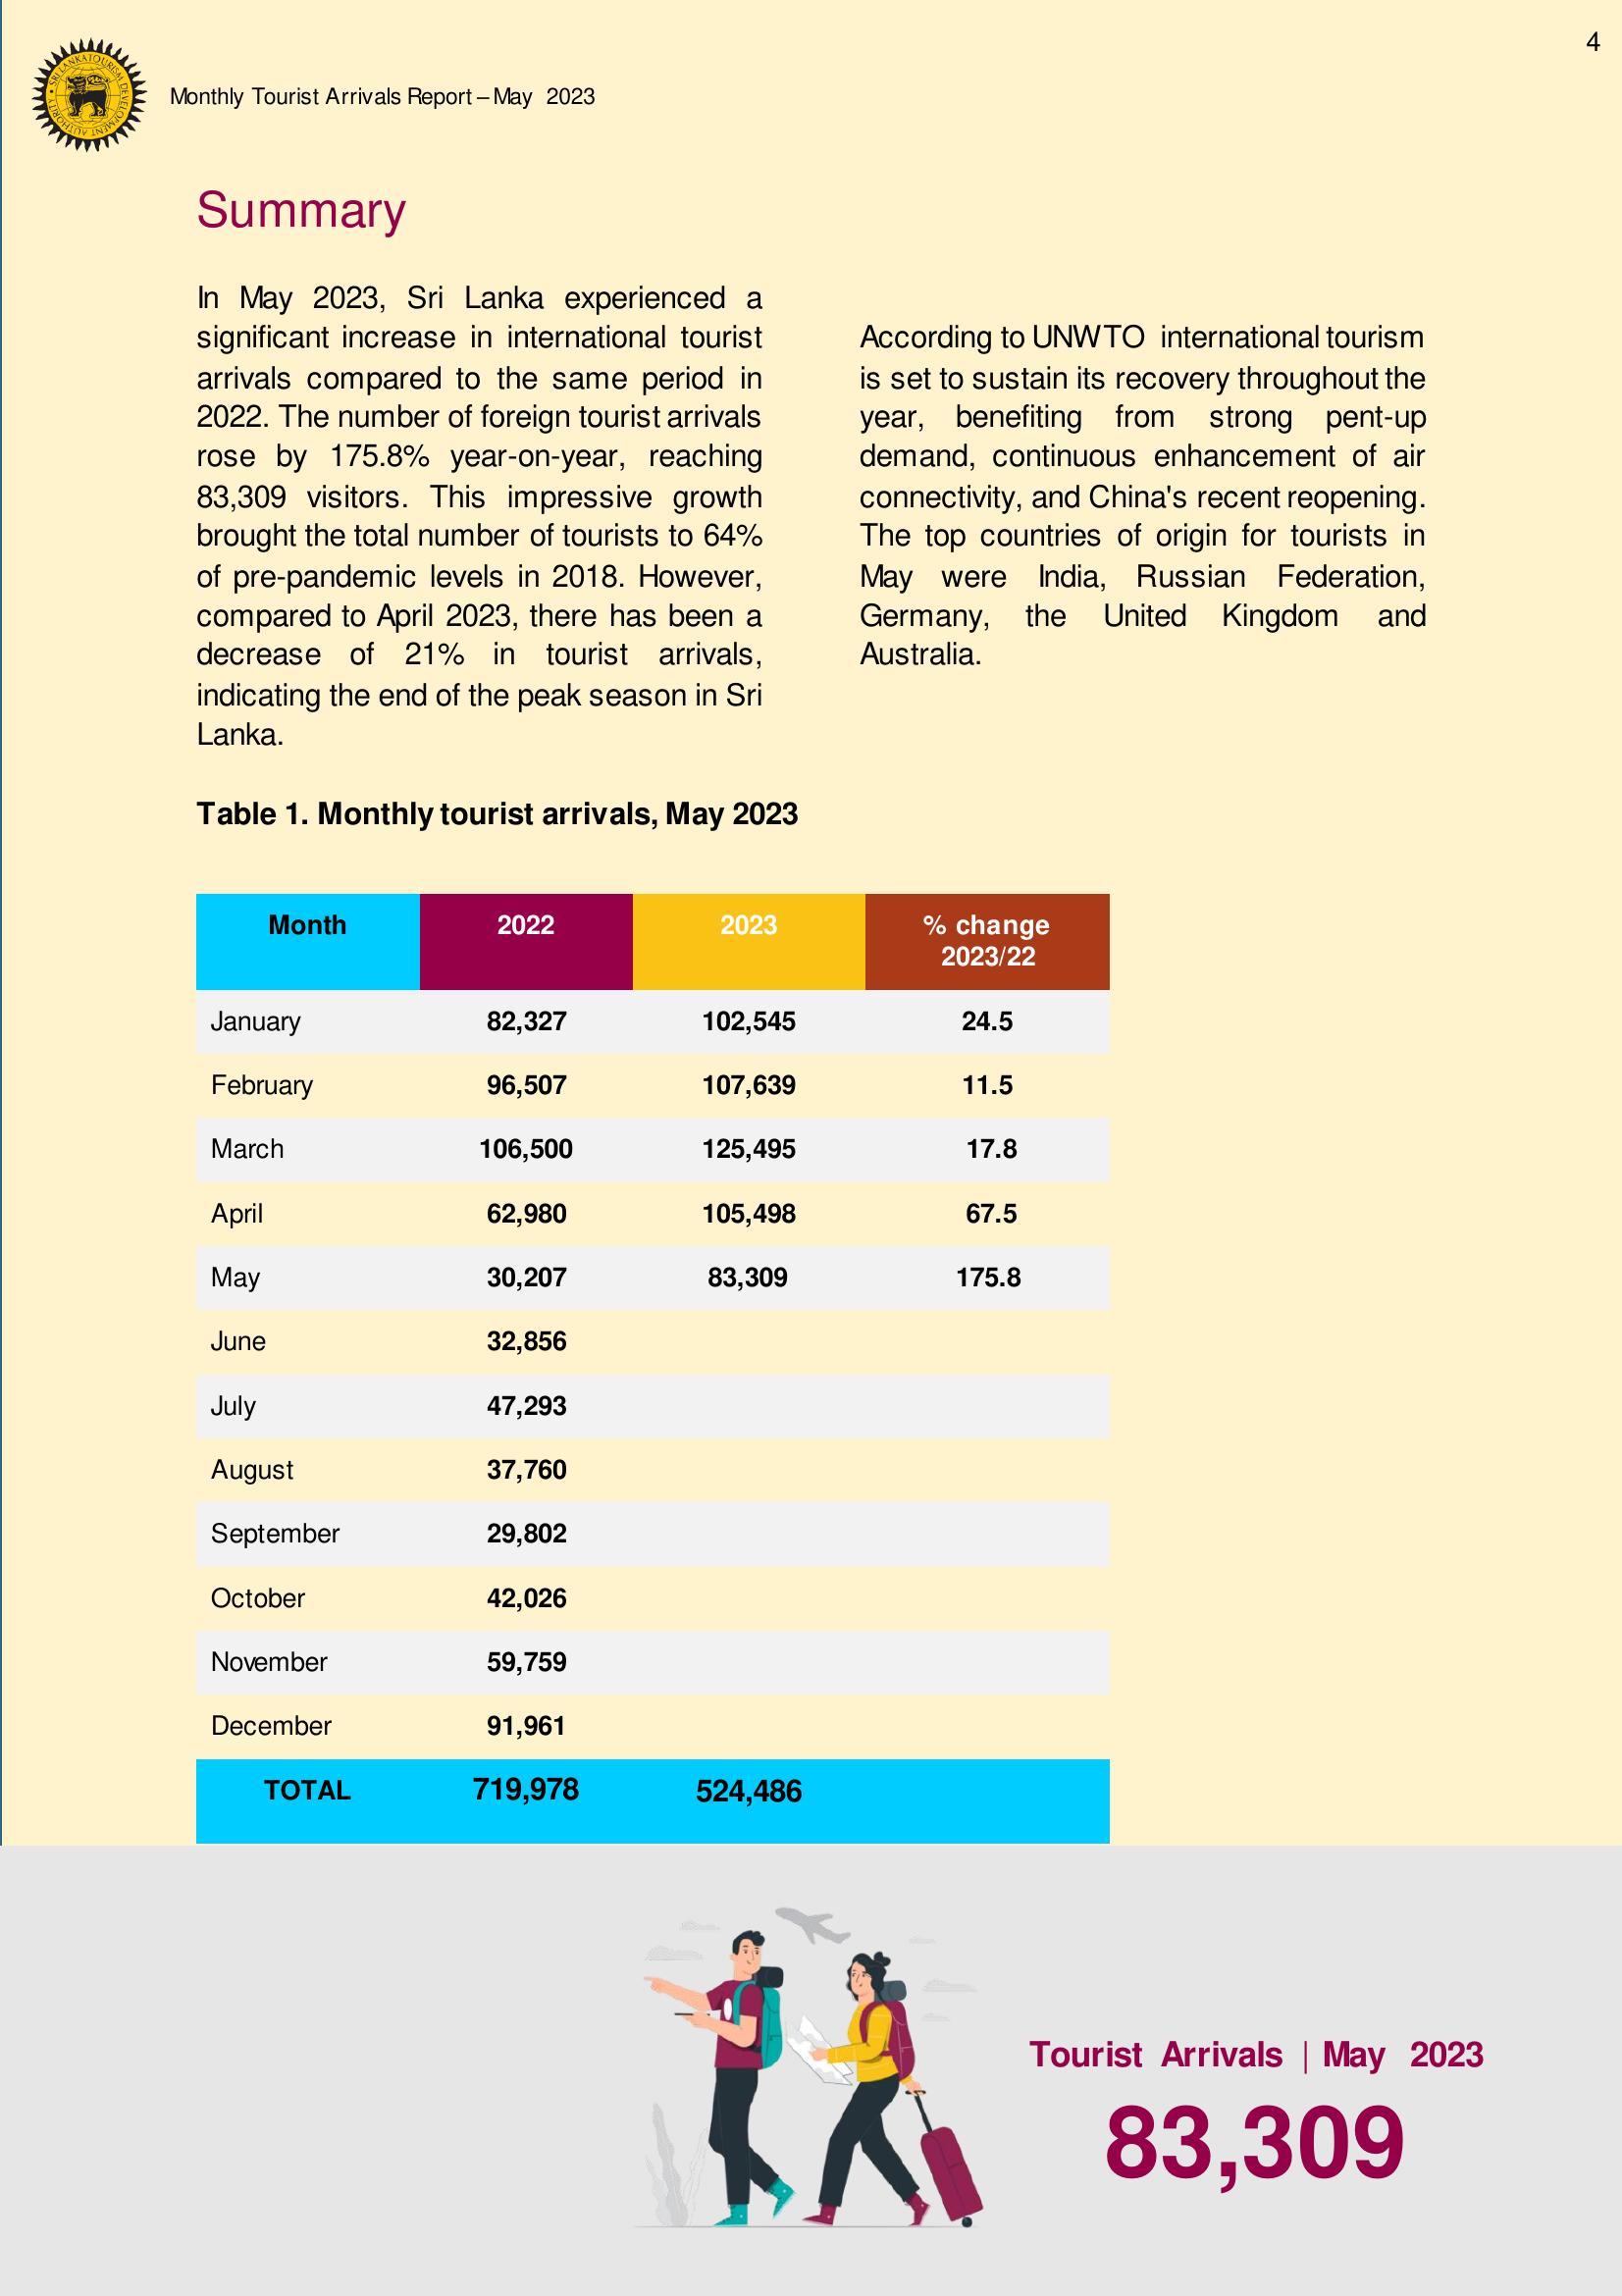 4
SRI LANKA TOURISM DEVELOPMENT AUTHORITY
Monthly Tourist Arrivals Report – May 2023
Summary
In May 2023, Sri Lanka experienced a
significant increase in international tourist
arrivals compared to the same period in
2022. The number of foreign tourist arrivals
rose by 175.8% year-on-year, reaching
83,309 visitors. This impressive growth
brought the total number of tourists to 64%
of pre-pandemic levels in 2018. However,
compared to April 2023, there has been a
decrease of 21% in tourist arrivals,
indicating the end of the peak season in Sri
Lanka.
According to UNWTO international tourism
is set to sustain its recovery throughout the
year, benefiting from strong pent-up
demand, continuous enhancement of air
connectivity, and China's recent reopening.
The top countries of origin for tourists in
May were India, Russian Federation,
Germany, the United Kingdom and
Australia.
Table 1. Monthly tourist arrivals, May 2023
Month 2022 2023 % change
2023/22
January 82,327 102,545 24.5
February 96,507 107,639 11.5
March 106,500 125,495 17.8
April 62,980 105,498 67.5
May 30,207 83,309 175.8
June 32,856
July 47,293
August 37,760
September 29,802
October 42,026
November 59,759
December 91,961
TOTAL 719,978 524,486
Tourist Arrivals | May 2023
83,309